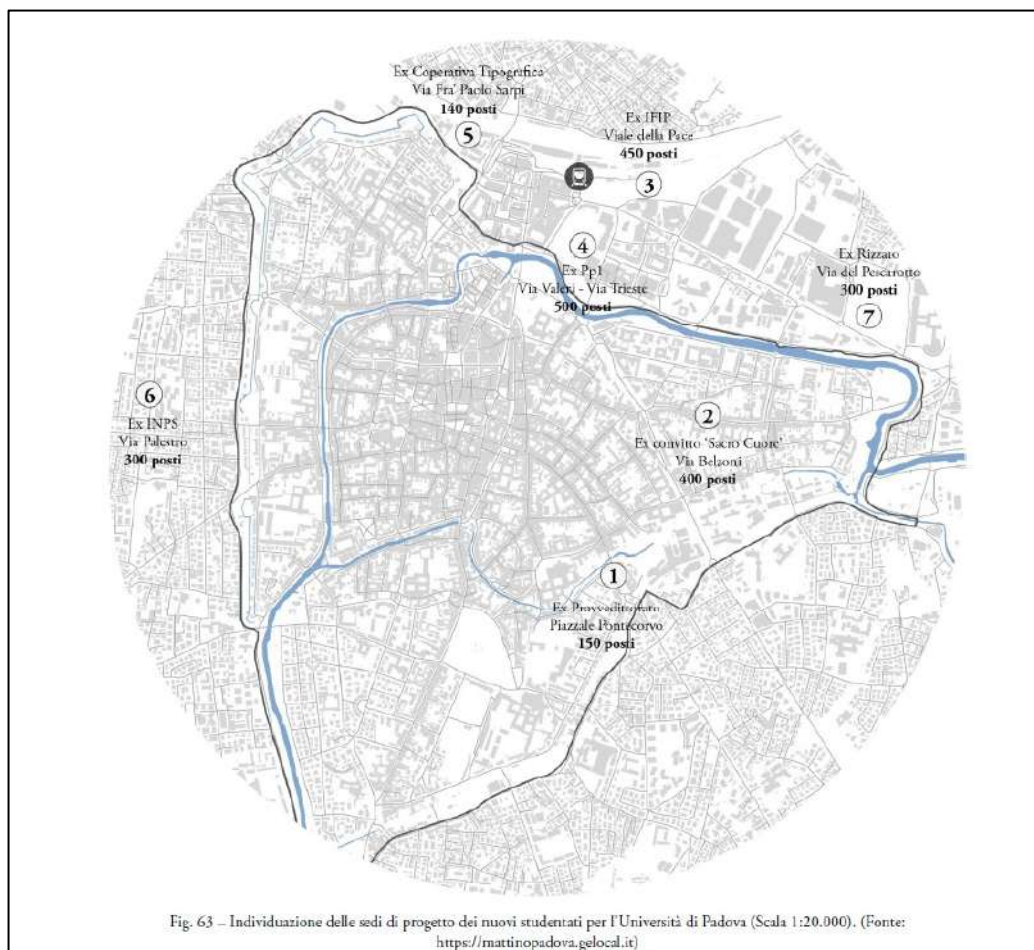 Ex Coperativa Tipografica
Via Fra' Paolo Sarpi
140 posti
5
Ex IFIP
Viale della Pace
450 posti
3
4
Ex Pp1
Via Valeri - Via Trieste
500 posti
Ex Rizzato
Via del Pescarotto
300 posti
7
6
Ex INPS
Via Palestro
300 posti
2
Ex convitto 'Sacro Cuore'
Via Belzoni
400 posti
1
Ex Provveditorato
Piazzale Pontecorvo
150 posti
Fig. 63 – Individuazione delle sedi di progetto dei nuovi studentati per l'Università di Padova (Scala 1:20.000). (Fonte:
https://mattinopadova.gelocal.it)